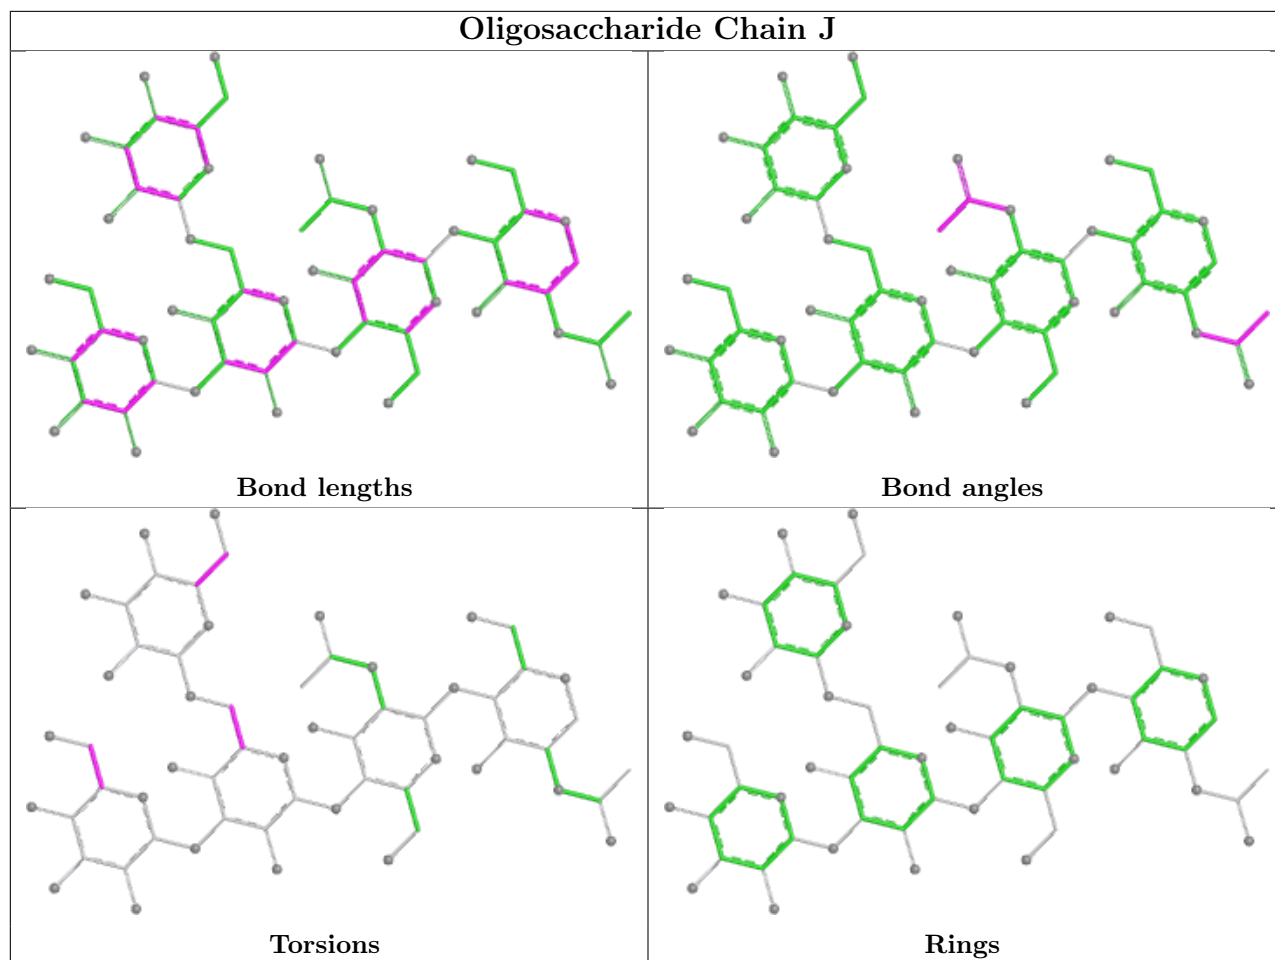 Oligosaccharide Chain J
Bond lengths
Bond angles
Torsions
Rings